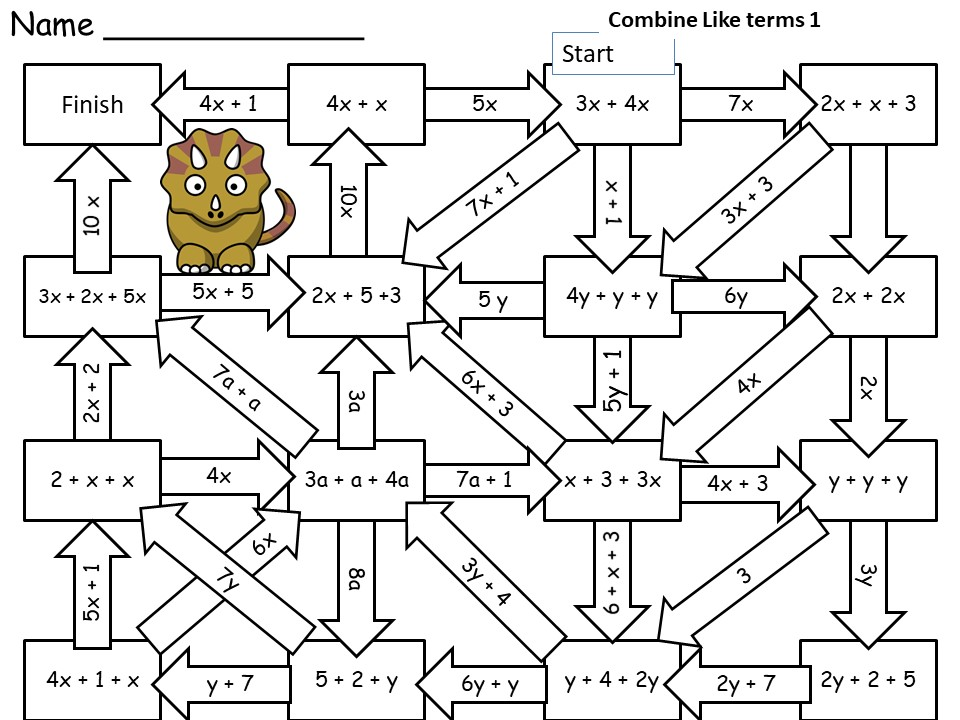 Name ________________
Combine Like terms 1
Start
Finish
4x + 1
4x + x
5x
3x + 4x
7x
2x + x + 3
10 x
10x
7x + 1
x + 1
3x + 3
3x + 2x + 5x
5x + 5
2x + 5 +3
5 y
4y + y + y
6y
2x + 2x
2x + 2
7a + a
3a
6x + 3
5y + 1
4x
2x
2 + x + x
4x
3a + a + 4a
7a + 1
x + 3 + 3x
4x + 3
y + y + y
5x + 1
6x
7y
8a
3y + 4
6 + x + 3
3
3y
4x + 1 + x
y + 7
5 + 2 + y
6y + y
y + 4 + 2y
2y + 7
2y + 2 + 5